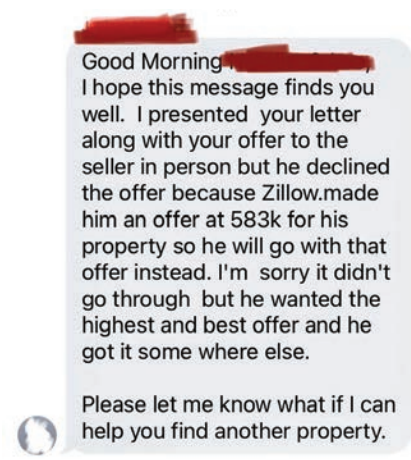 Good Morning
I hope this message finds you
well. I presented your letter
along with your offer to the
seller in person but he declined
the offer because Zillow.made
him an offer at 583k for his
property so he will go with that
offer instead. I'm sorry it didn't
go through but he wanted the
highest and best offer and he
got it some where else.
Please let me know what if I can
help you find another property.